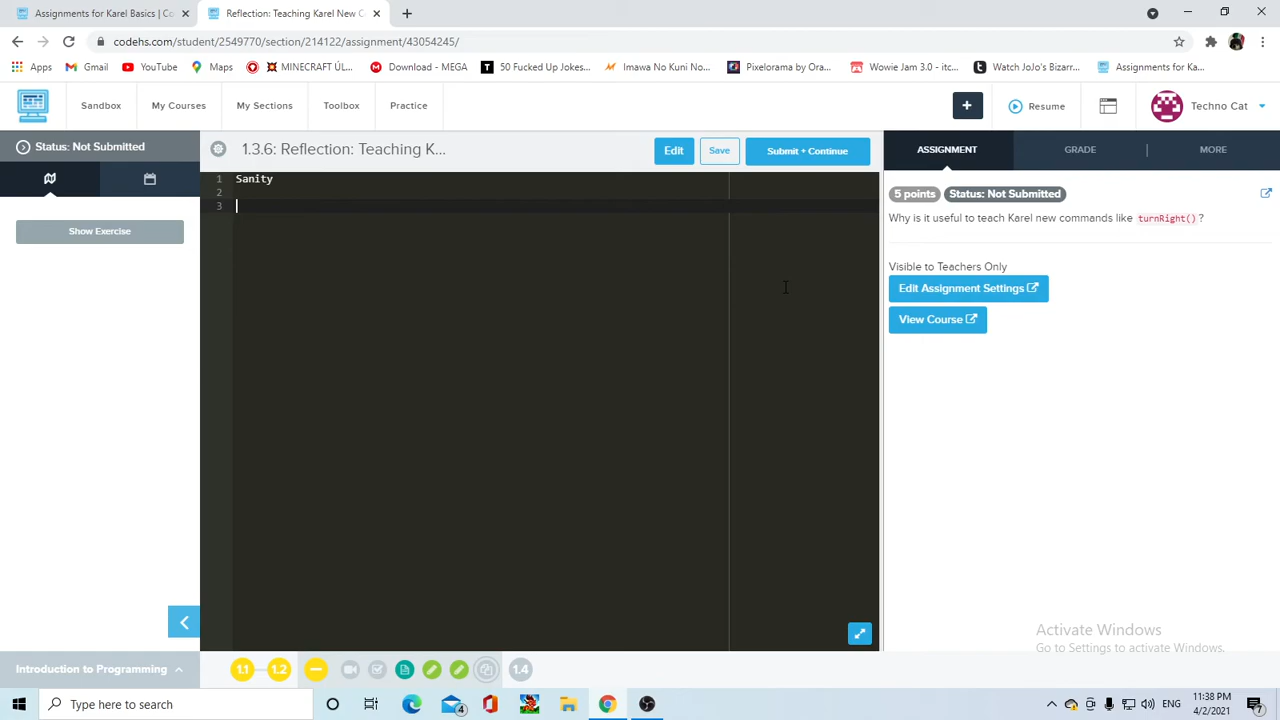 Assignments for Karel Basics | Co
Reflection: Teaching Karel New C
codehs.com/student/2549770/section/214122/assignment/43054245/
Apps
Gmail
YouTube
Maps
MINECRAFT ÚL...
Download - MEGA
50 Fucked Up Jokes...
Imawa No Kuni No...
Pixelorama by Ora...
Wowie Jam 3.0 - itc...
Watch JoJo's Bizarr...
Assignments for Ka...
Sandbox
My Courses
My Sections
Toolbox
Practice
Resume
Techno Cat
Status: Not Submitted
1.3.6: Reflection: Teaching K...
Edit
Save
Submit + Continue
ASSIGNMENT
GRADE
MORE
Show Exercise
1 Sanity
2
3
5 points
Status: Not Submitted
Why is it useful to teach Karel new commands like turnRight() ?
Visible to Teachers Only
Edit Assignment Settings
View Course
Activate Windows
Go to Settings to activate Windows.
Introduction to Programming
1.1
1.2
1.4
Type here to search
4
ENG
11:38 PM
4/2/2021
7